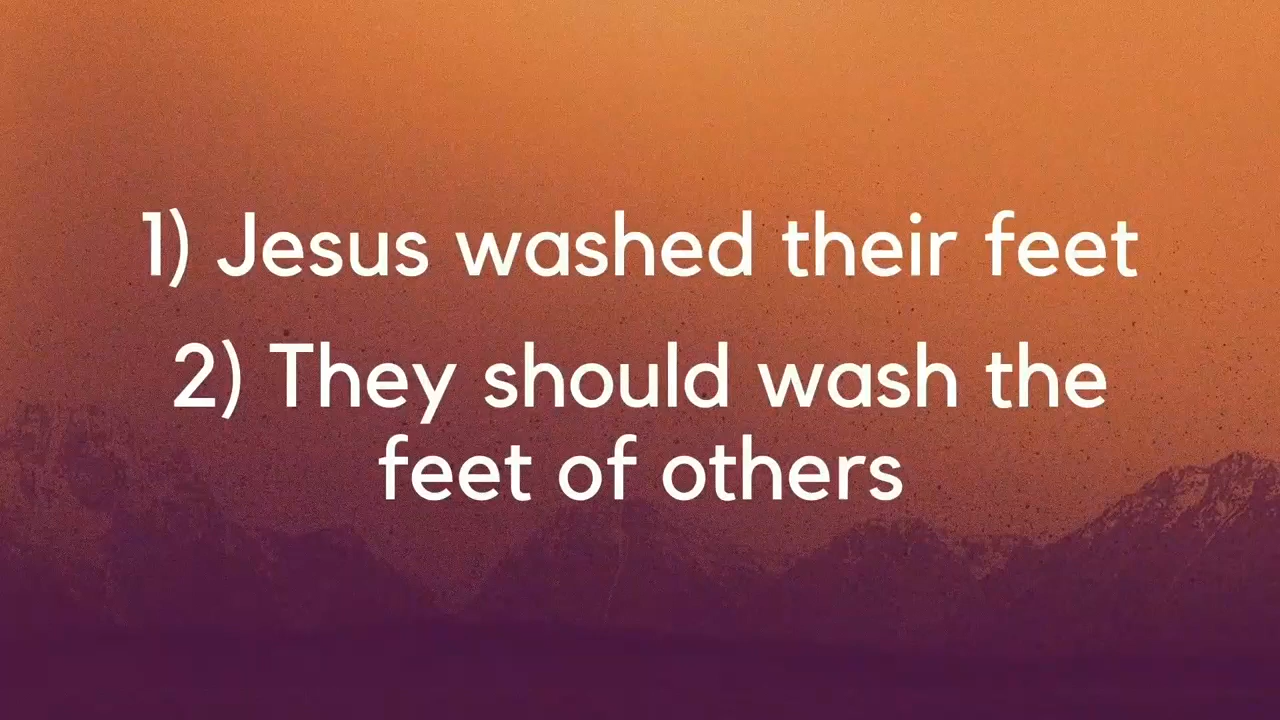 1) Jesus washed their feet
2) They should wash the
feet of others